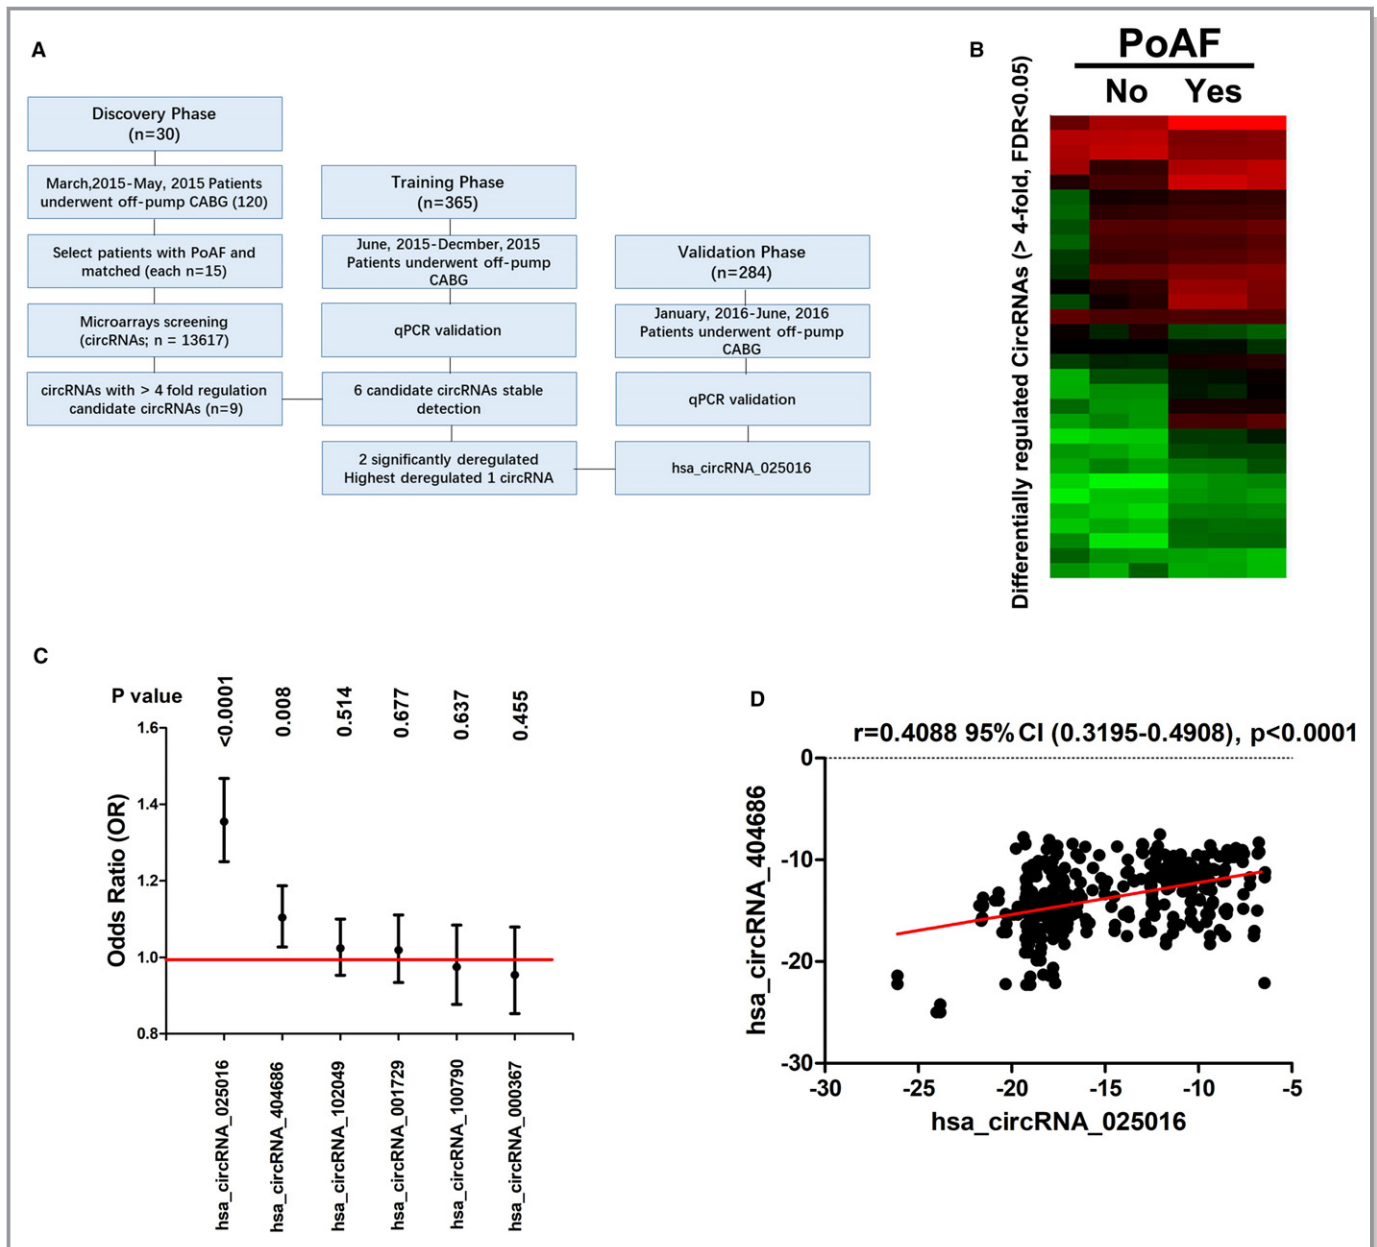 A
Discovery Phase
(n=30)
March,2015-May, 2015 Patients
underwent off-pump CABG (120)
Select patients with PoAF and
matched (each n=15)
Microarrays screening
(circRNAs; n = 13617)
circRNAs with > 4 fold regulation
candidate circRNAs (n=9)
Training Phase
(n=365)
June, 2015-Decmber, 2015
Patients underwent off-pump
CABG
qPCR validation
6 candidate circRNAs stable
detection
2 significantly deregulated
Highest deregulated 1 circRNA
Validation Phase
(n=284)
January, 2016-June, 2016
Patients underwent off-pump
CABG
qPCR validation
hsa_circRNA_025016
B
PoAF
No Yes
Differentially regulated CircRNAs (> 4-fold, FDR<0.05)
C
P value
<0.0001
0.008
0.514
0.677
0.637
0.455
Odds Ratio (OR)
1.6
1.4
1.2
1.0
0.8
hsa_circRNA_025016
hsa_circRNA_404686
hsa_circRNA_102049
hsa_circRNA_001729
hsa_circRNA_100790
hsa_circRNA_000367
D
r=0.4088 95% CI (0.3195-0.4908), p<0.0001
hsa_circRNA_404686
0
-10
-20
-30
-30 -25 -20 -15 -10 -5
hsa_circRNA_025016